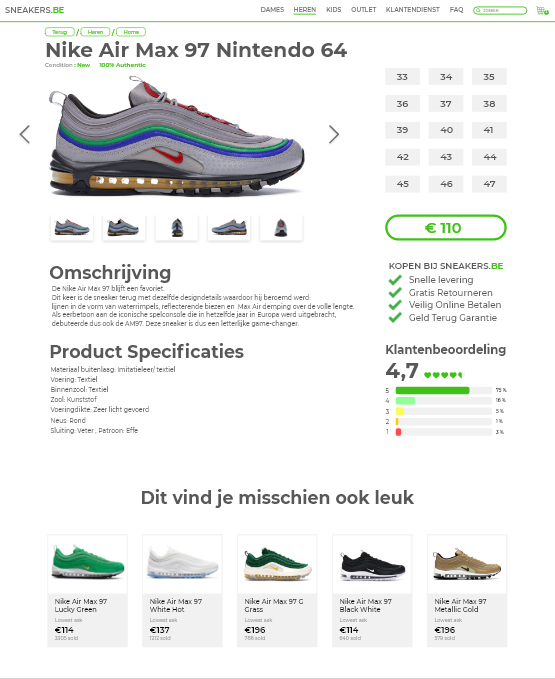 SNEAKERS.BE
DAMES HEREN KIDS OUTLET KLANTENDIENST FAQ
Terug / Heren / Home
Nike Air Max 97 Nintendo 64
Condition : New 100% Authentic
33 34 35
36 37 38
39 40 41
42 43 44
45 46 47
€ 110
Omschrijving
De Nike Air Max 97 blijft een favoriet.
Dit keer is de sneaker terug met dezelfde designdetails waardoor hij beroemd werd:
lijnen in de vorm van waterrimpels, reflecterende biezen en Max Air demping over de volle lengte.
Als eerbetoon aan de iconische spelconsole die in hetzelfde jaar in Europa werd uitgebracht,
debuteerde dus ook de AM97. Deze sneaker is dus een letterlijke game-changer.
KOPEN BIJ SNEAKERS.BE
Snelle levering
Gratis Retourneren
Veilig Online Betalen
Geld Terug Garantie
Product Specificaties
Materiaal buitenlaag: Imitatieleer/ textiel
Voering: Textiel
Binnenzool: Textiel
Zool: Kunststof
Voeringdikte: Zeer licht gevoerd
Neus: Rond
Sluiting: Veter , Patroon: Effe
Klantenbeoordeling
4,7
5 75 %
4 16 %
3 5 %
2 1 %
1 3 %
Dit vind je misschien ook leuk
Nike Air Max 97
Lucky Green
Lowest ask
€114
3305 sold
Nike Air Max 97
White Hot
Lowest ask
€137
1212 sold
Nike Air Max 97 G
Grass
Lowest ask
€196
786 sold
Nike Air Max 97
Black White
Lowest ask
€114
640 sold
Nike Air Max 97
Metallic Gold
Lowest ask
€196
579 sold